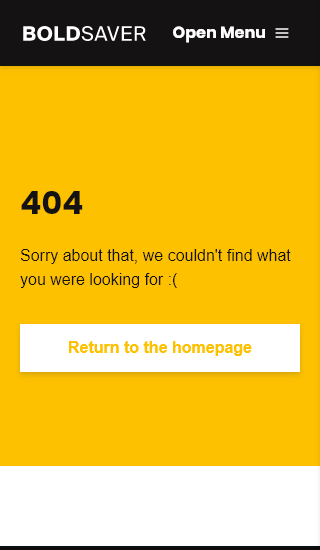 BOLDSAVER
Open Menu
404
Sorry about that, we couldn't find what
you were looking for :(
Return to the homepage